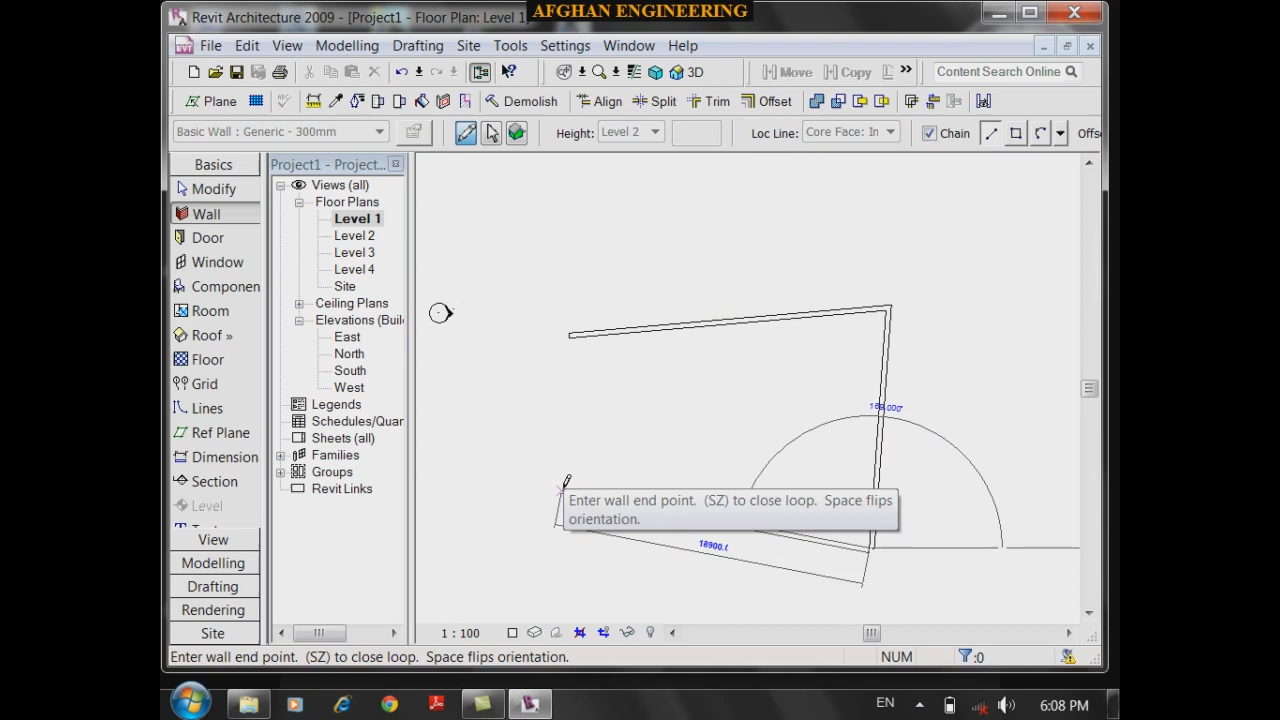 AFGHAN ENGINEERING
Revit Architecture 2009 - [Project1 - Floor Plan: Level 1]
File Edit View Modelling Drafting Site Tools Settings Window Help
3D Move Copy Content Search Online
Plane Demolish Align Split Trim Offset
Basic Wall : Generic - 300mm Height: Level 2 Loc Line: Core Face: In Chain Offs
Basics
Modify
Wall
Door
Window
Componen
Room
Roof »
Floor
Grid
Lines
Ref Plane
Dimension
Section
Level
View
Modelling
Drafting
Rendering
Site
Project1 - Project...
Views (all)
Floor Plans
Level 1
Level 2
Level 3
Level 4
Site
Ceiling Plans
Elevations (Buil
East
North
South
West
Legends
Schedules/Quar
Sheets (all)
Families
Groups
Revit Links
Enter wall end point. (SZ) to close loop. Space flips
orientation.
18900.0
1 : 100
Enter wall end point. (SZ) to close loop. Space flips orientation.
NUM :0
EN 6:08 PM